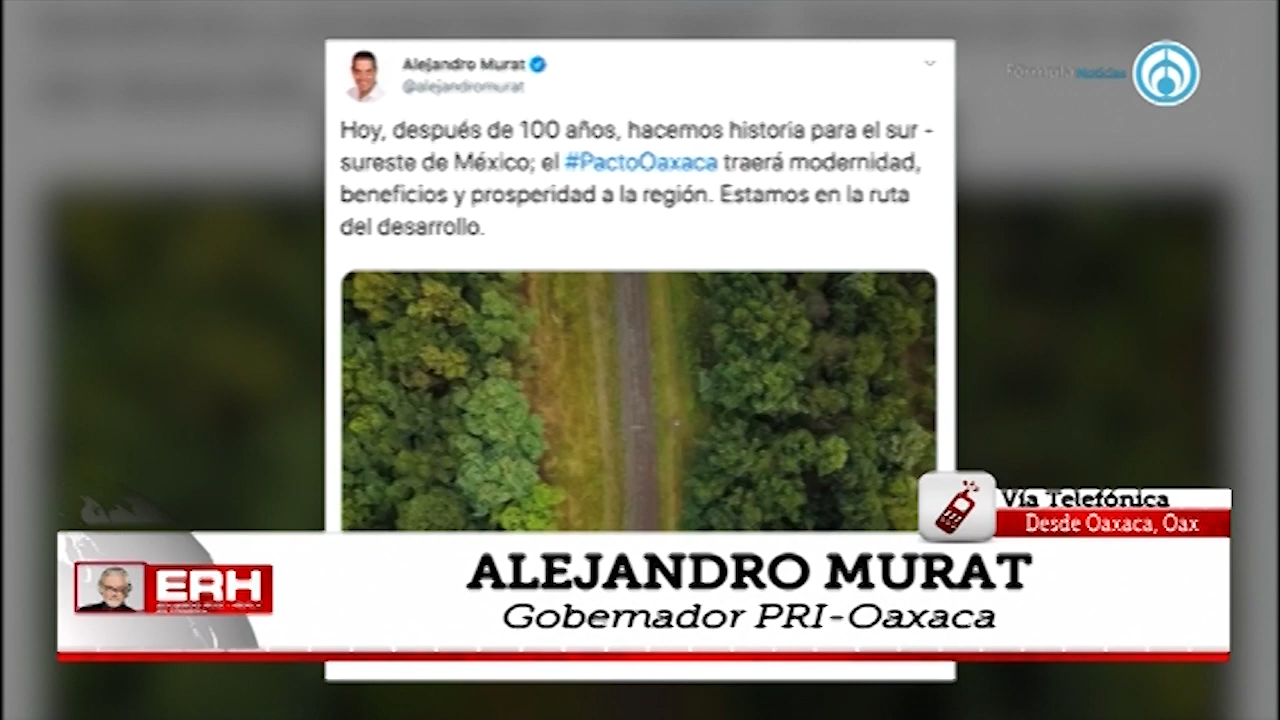 Alejandro Murat
@alejandromurat
Fórmula Noticias
Hoy, después de 100 años, hacemos historia para el sur -
sureste de México; el #PactoOaxaca traerá modernidad,
beneficios y prosperidad a la región. Estamos en la ruta
del desarrollo.
Vía Telefónica
Desde Oaxaca, Oax
ERH
ALEJANDRO MURAT
Gobernador PRI-Oaxaca